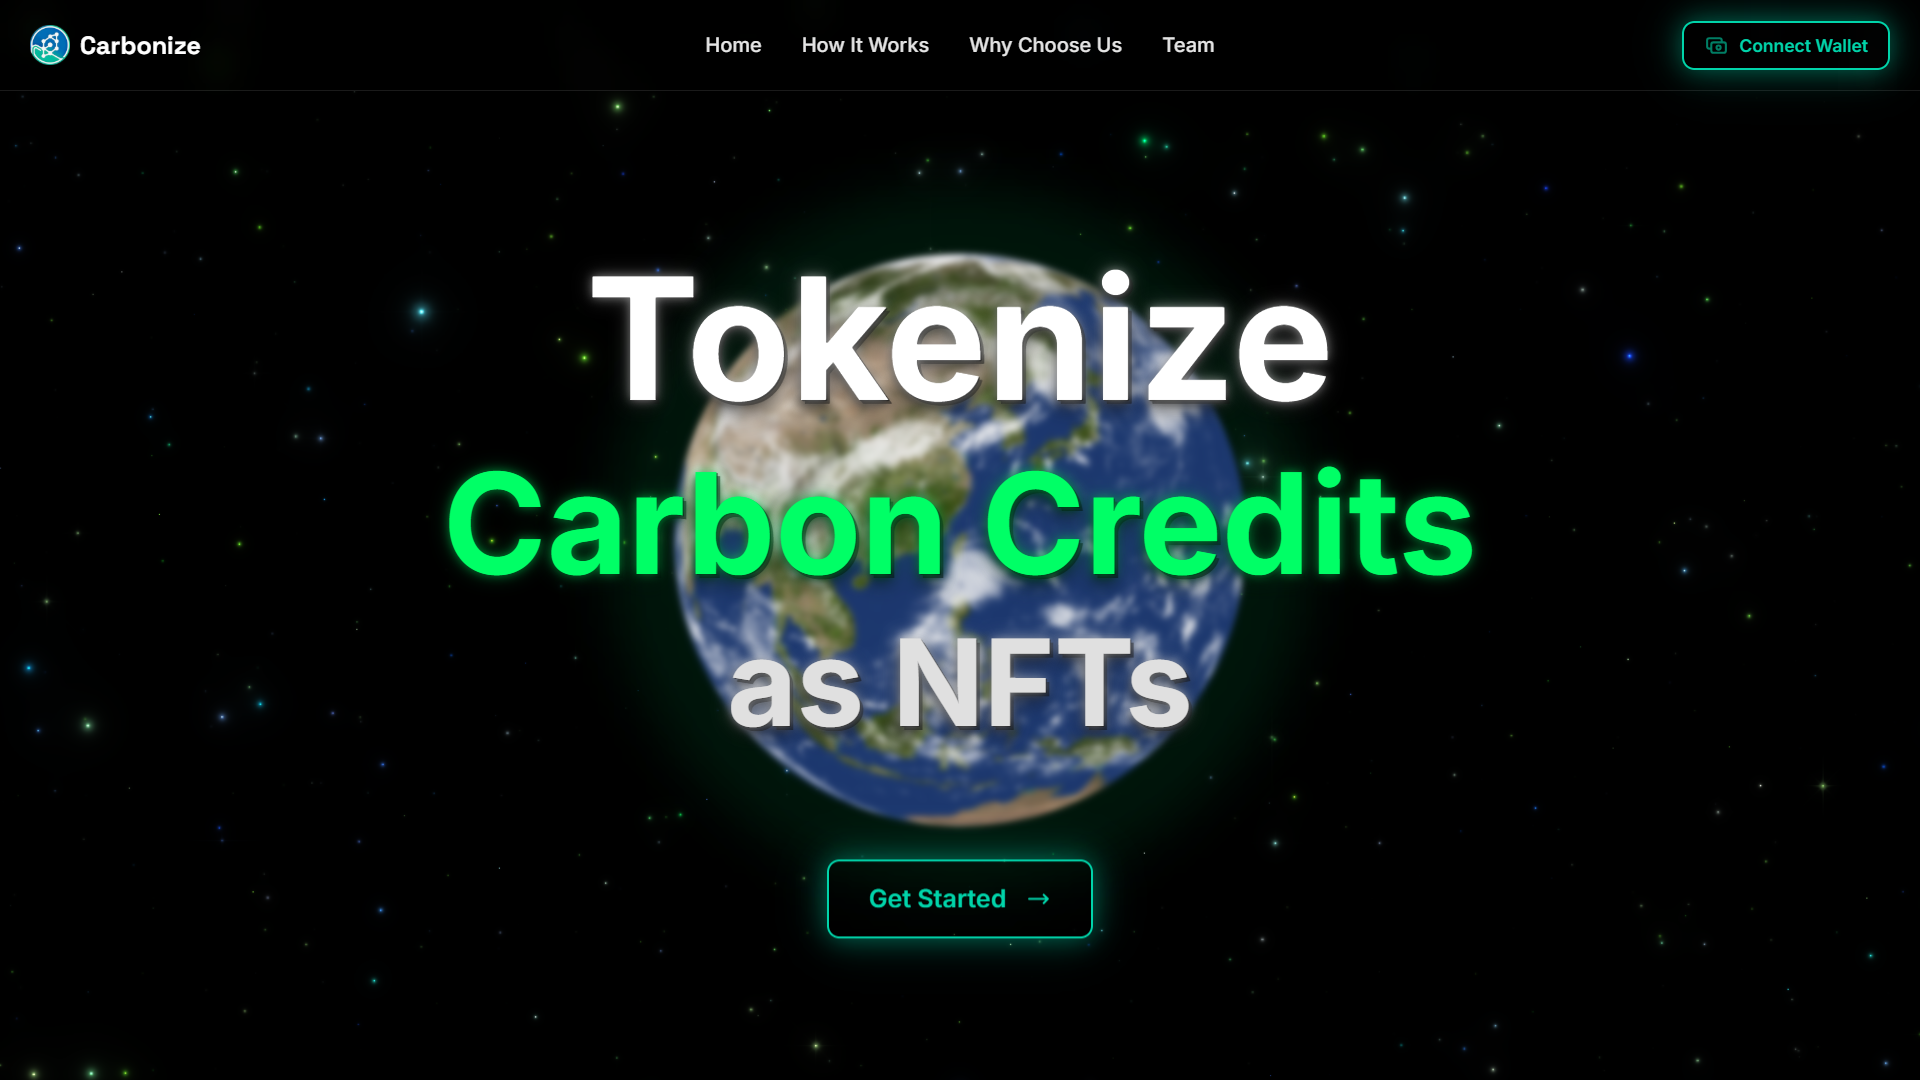 Carbonize
Home
How It Works
Why Choose Us
Team
Connect Wallet
Tokenize
Carbon Credits
as NFTs
Get Started →